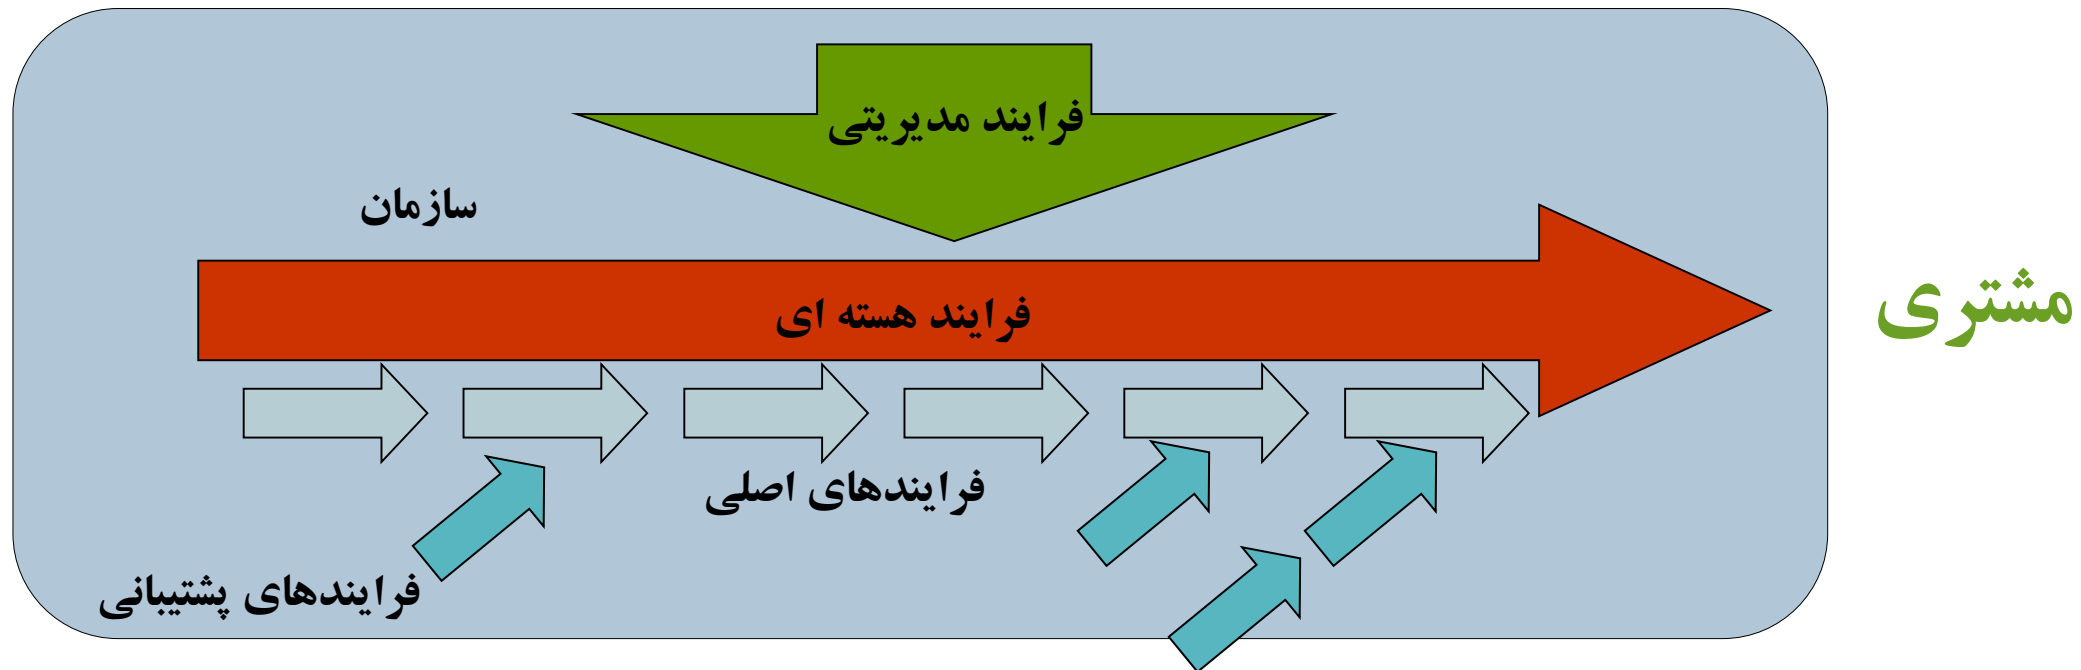 فرایند مدیریتی
سازمان
مشتری
فرایند هسته ای
فرایندهای اصلی
فرایندهای پشتیبانی